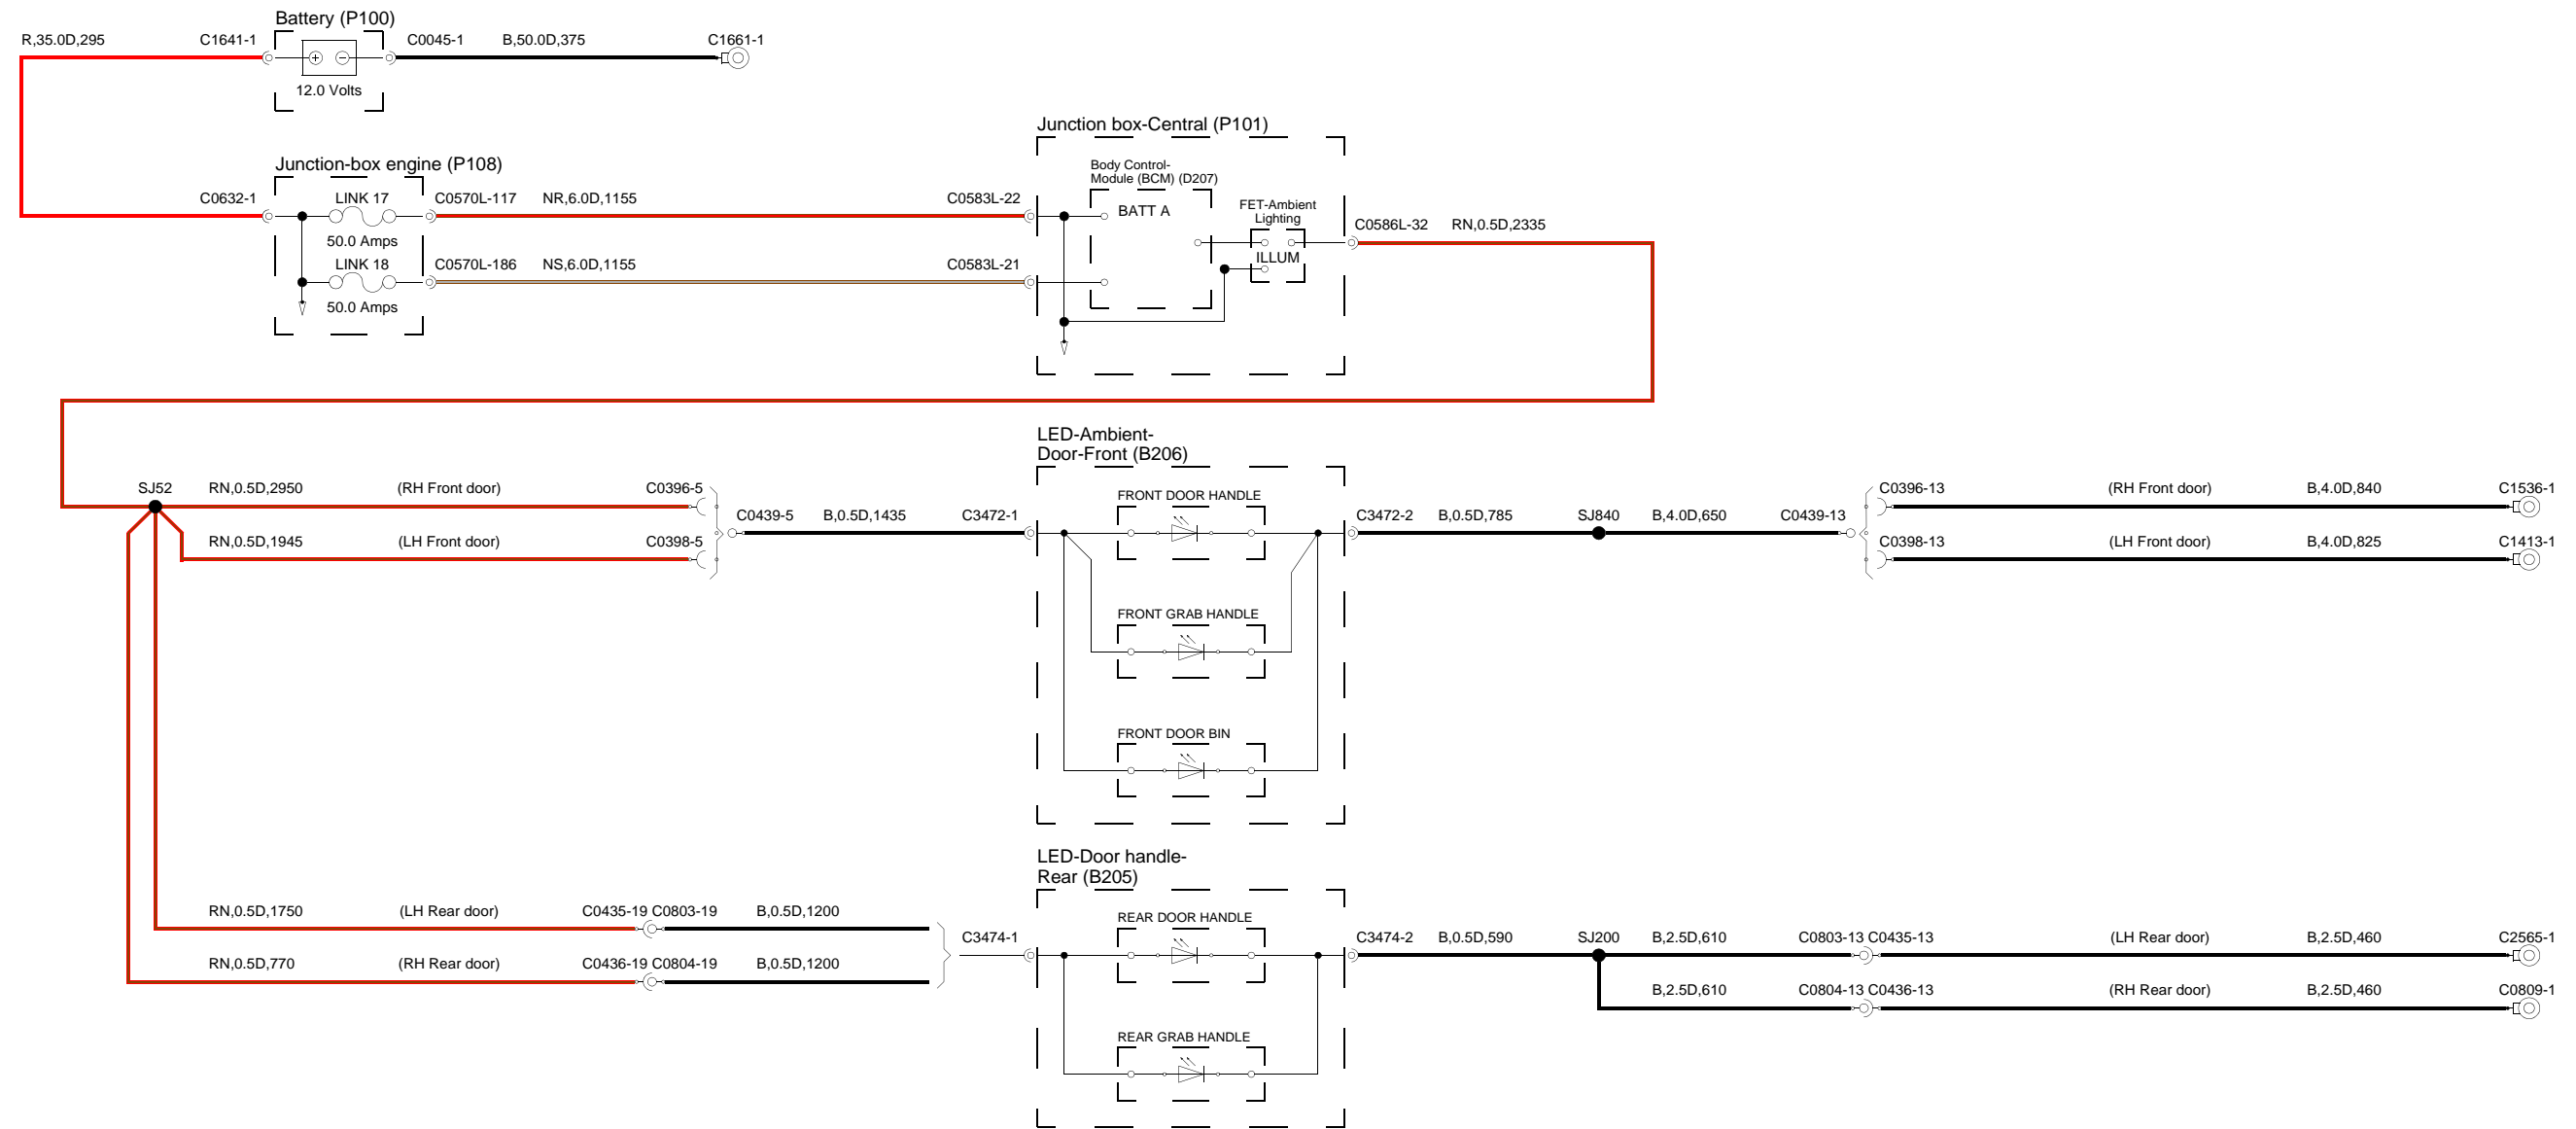 Battery (P100)
R,35.0D,295
C1641-1
C0045-1
B,50.0D,375
C1661-1
12.0 Volts
Junction box-Central (P101)
Junction-box engine (P108)
Body Control-
Module (BCM) (D207)
C0632-1
LINK 17
C0570L-117
NR,6.0D,1155
C0583L-22
BATT A
FET-Ambient
Lighting
C0586L-32
RN,0.5D,2335
50.0 Amps
LINK 18
C0570L-186
NS,6.0D,1155
C0583L-21
ILLUM
50.0 Amps
LED-Ambient-
Door-Front (B206)
SJ52
RN,0.5D,2950
(RH Front door)
C0396-5
FRONT DOOR HANDLE
C0396-13
(RH Front door)
B,4.0D,840
C1536-1
C0439-5
B,0.5D,1435
C3472-1
C3472-2
B,0.5D,785
SJ840
B,4.0D,650
C0439-13
RN,0.5D,1945
(LH Front door)
C0398-5
C0398-13
(LH Front door)
B,4.0D,825
C1413-1
FRONT GRAB HANDLE
FRONT DOOR BIN
LED-Door handle-
Rear (B205)
RN,0.5D,1750
(LH Rear door)
C0435-19 C0803-19
B,0.5D,1200
REAR DOOR HANDLE
C3474-1
C3474-2
B,0.5D,590
SJ200
B,2.5D,610
C0803-13 C0435-13
(LH Rear door)
B,2.5D,460
C2565-1
RN,0.5D,770
(RH Rear door)
C0436-19 C0804-19
B,0.5D,1200
B,2.5D,610
C0804-13 C0436-13
(RH Rear door)
B,2.5D,460
C0809-1
REAR GRAB HANDLE